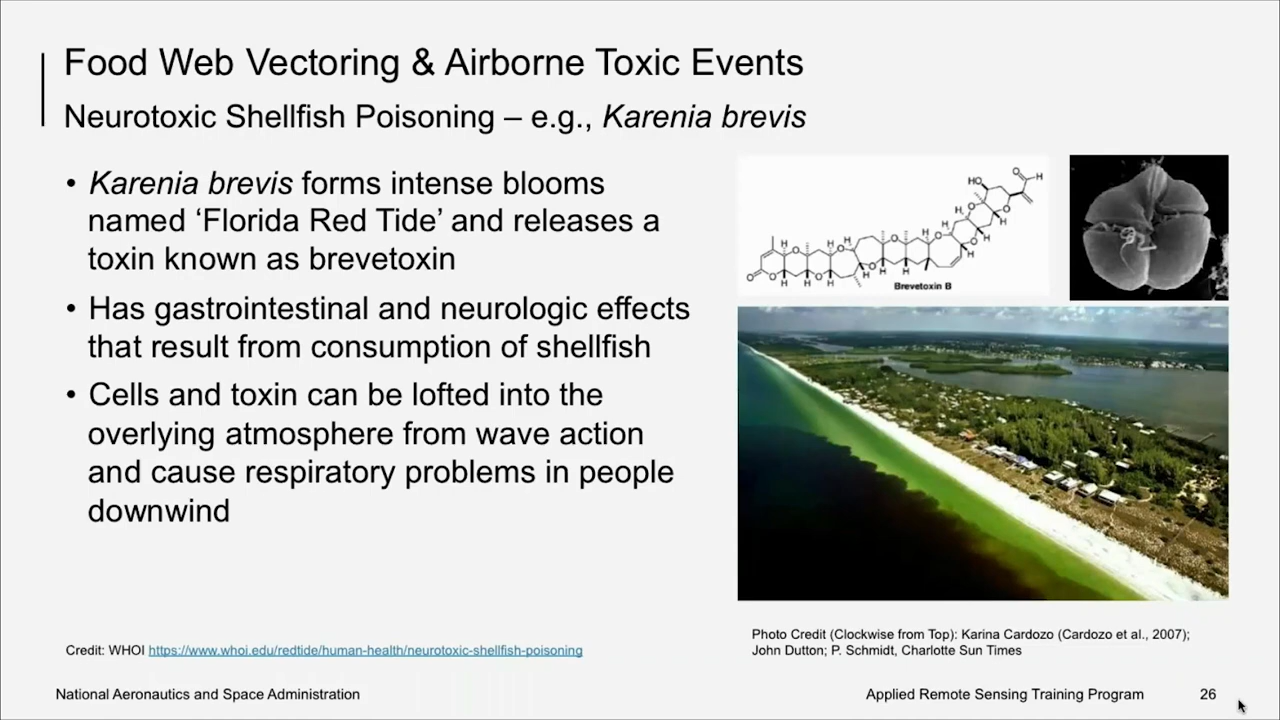 Food Web Vectoring & Airborne Toxic Events
Neurotoxic Shellfish Poisoning – e.g., Karenia brevis
• Karenia brevis forms intense blooms
named ‘Florida Red Tide’ and releases a
toxin known as brevetoxin
• Has gastrointestinal and neurologic effects
that result from consumption of shellfish
• Cells and toxin can be lofted into the
overlying atmosphere from wave action
and cause respiratory problems in people
downwind
Brevetoxin B
Credit: WHOI https://www.whoi.edu/redtide/human-health/neurotoxic-shellfish-poisoning
Photo Credit (Clockwise from Top): Karina Cardozo (Cardozo et al., 2007);
John Dutton; P. Schmidt, Charlotte Sun Times
National Aeronautics and Space Administration
Applied Remote Sensing Training Program
26